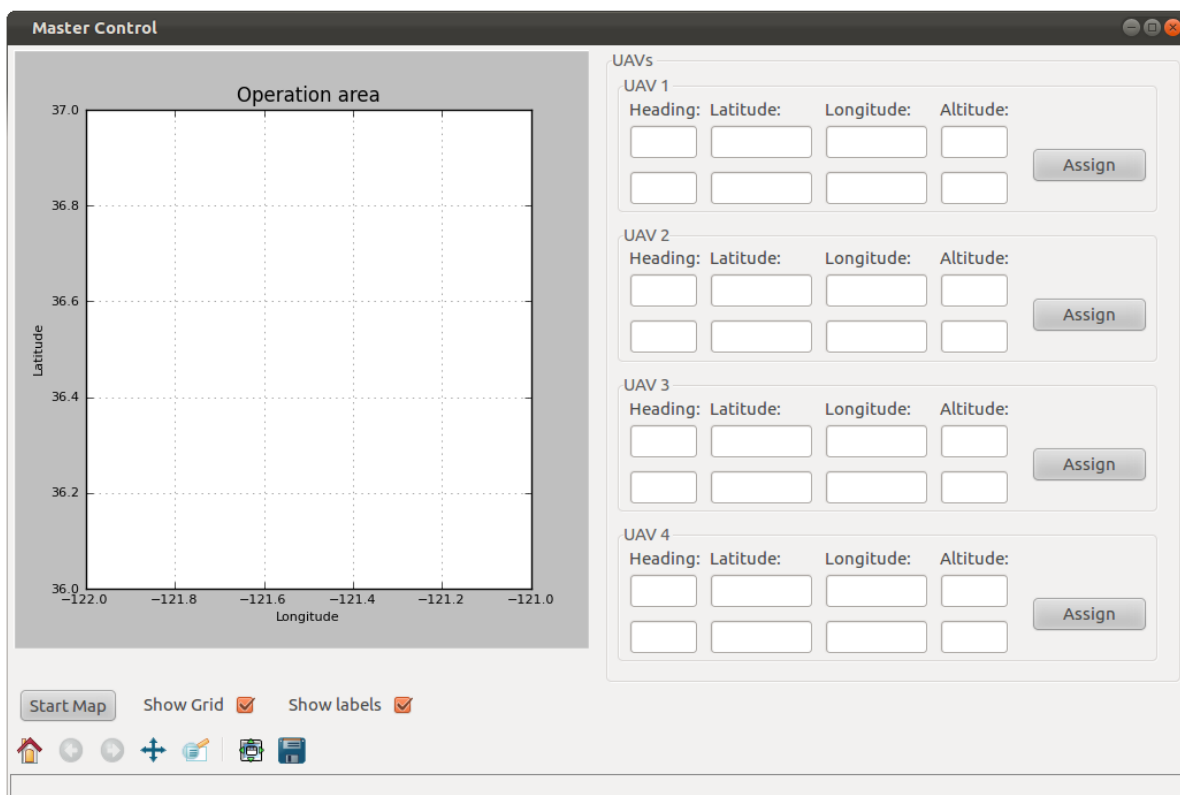 Master Control
Operation area
37.0
36.8
36.6
36.4
36.2
36.0
Latitude
−122.0 −121.8 −121.6 −121.4 −121.2 −121.0
Longitude
UAVs
UAV 1
Heading: Latitude: Longitude: Altitude:
Assign
UAV 2
Heading: Latitude: Longitude: Altitude:
Assign
UAV 3
Heading: Latitude: Longitude: Altitude:
Assign
UAV 4
Heading: Latitude: Longitude: Altitude:
Assign
Start Map Show Grid Show labels